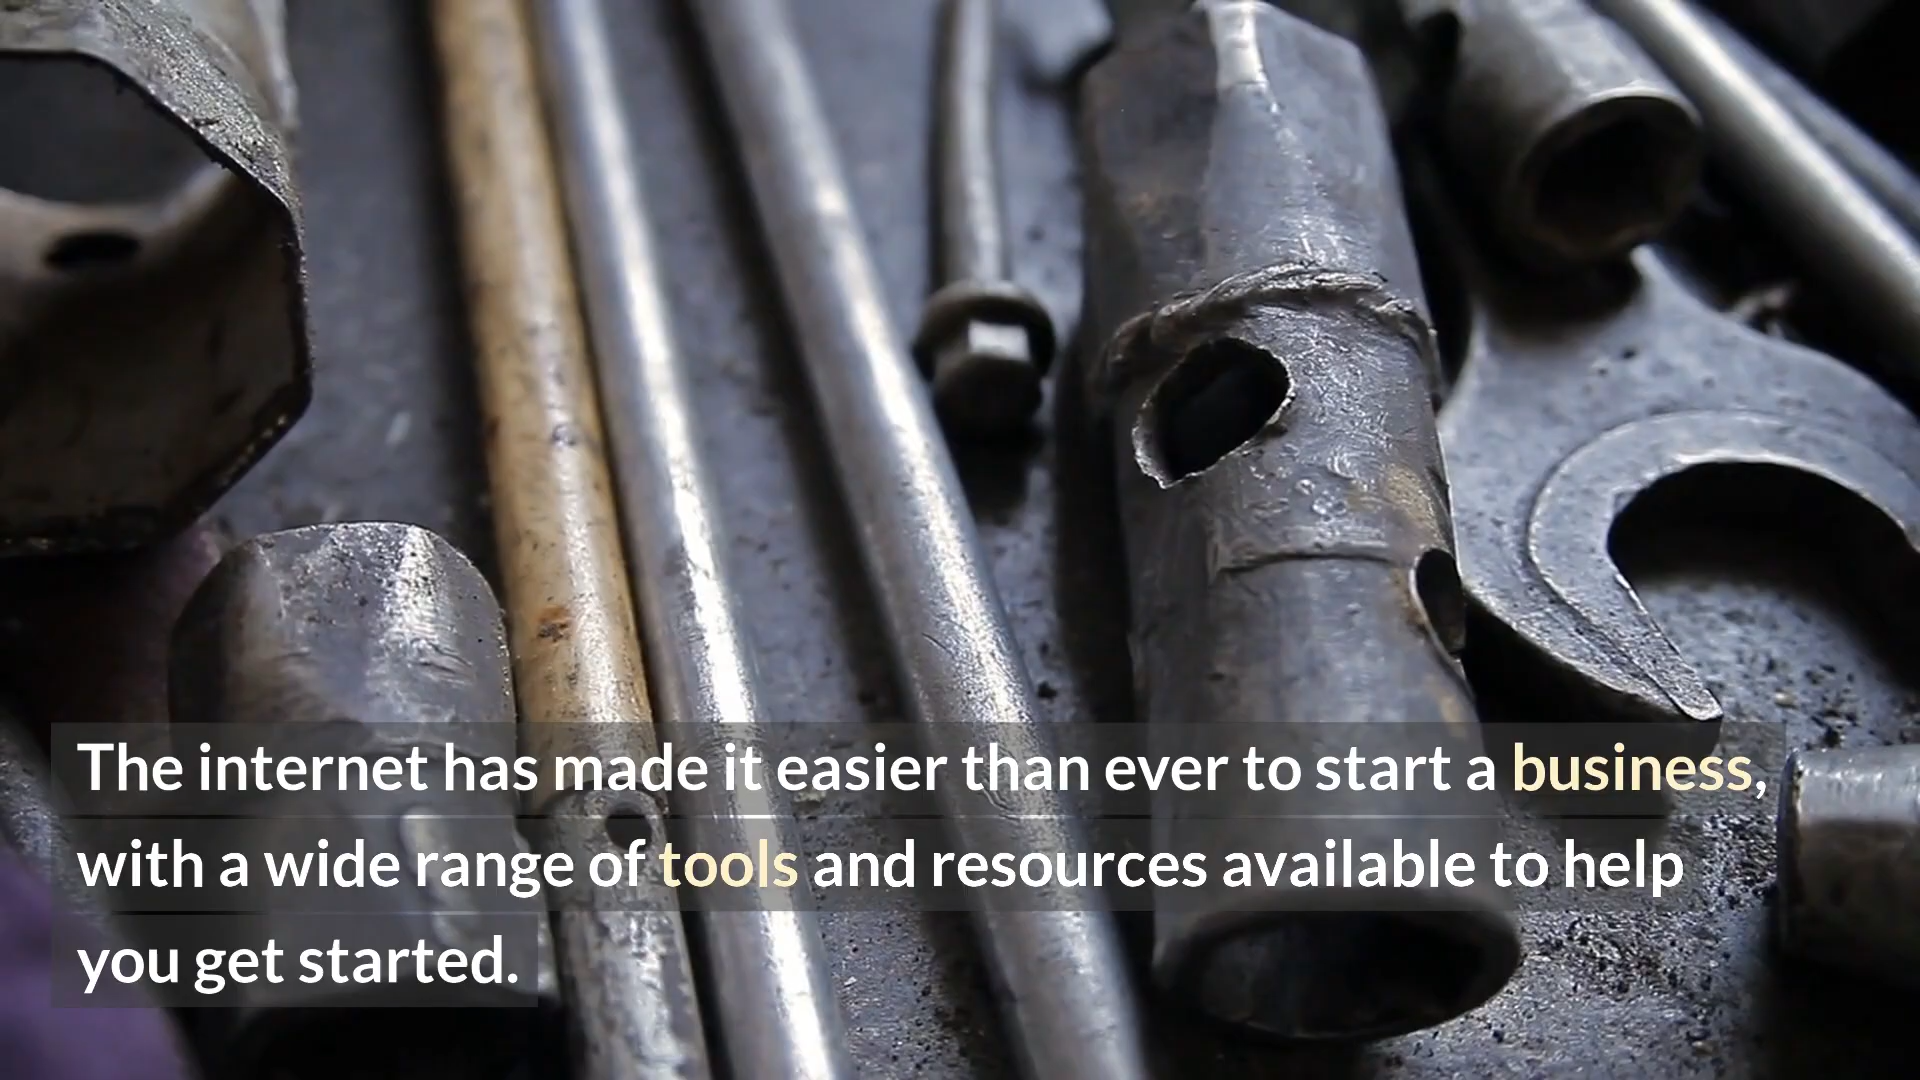 The internet has made it easier than ever to start a business,
with a wide range of tools and resources available to help
you get started.